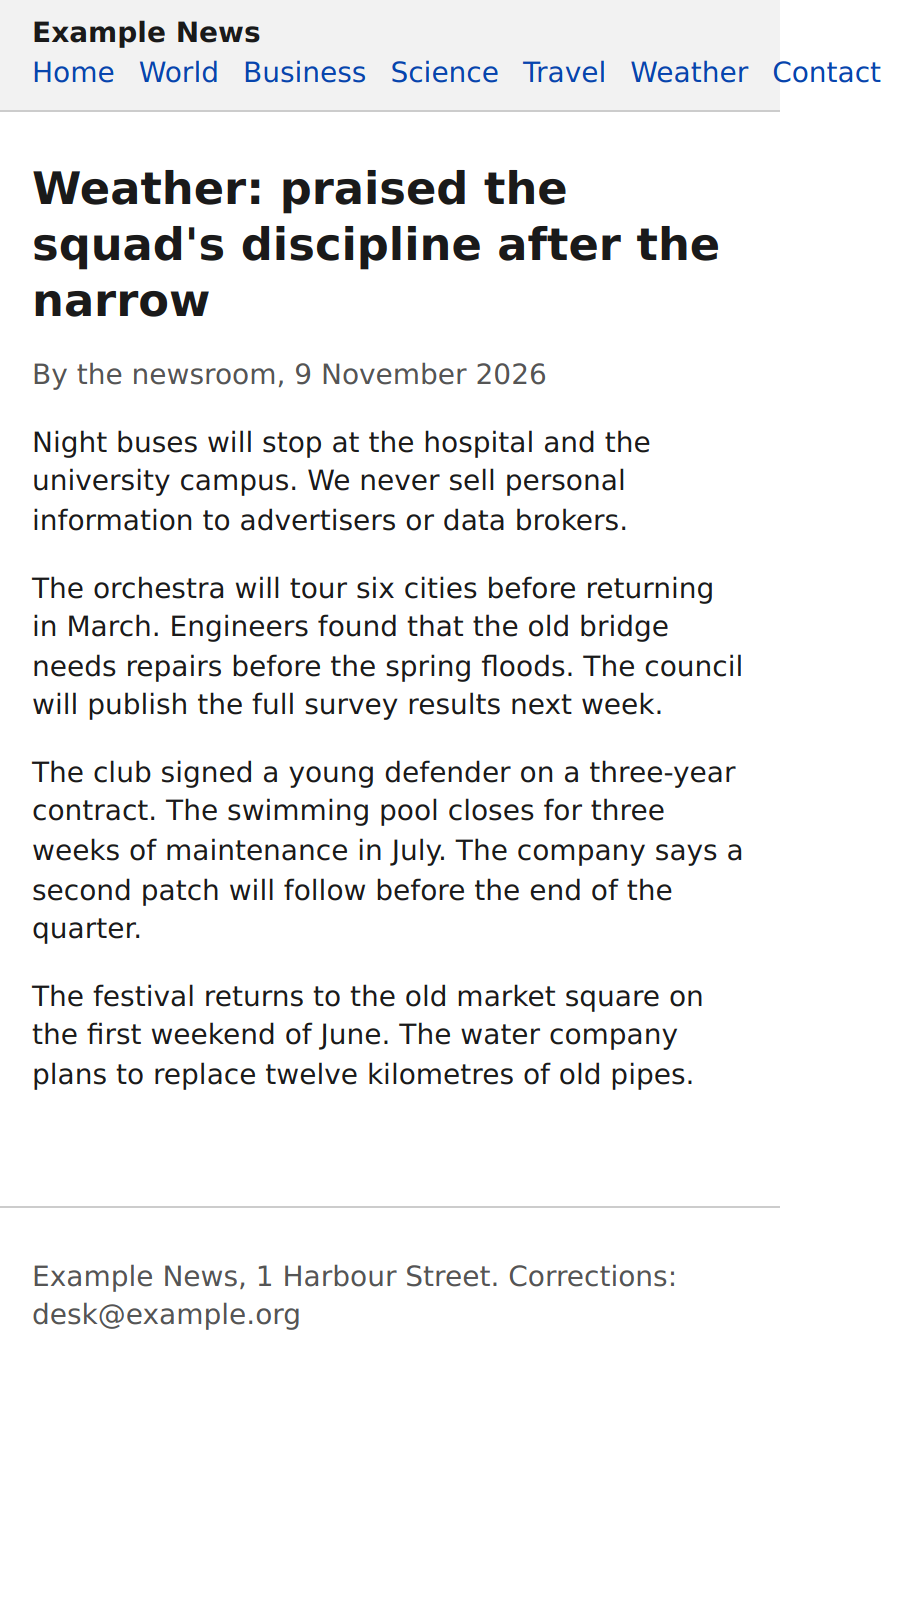 Example News
Home World Business Science Travel Weather Contact
Weather: praised the
squad's discipline after the
narrow
By the newsroom, 9 November 2026
Night buses will stop at the hospital and the
university campus. We never sell personal
information to advertisers or data brokers.
The orchestra will tour six cities before returning
in March. Engineers found that the old bridge
needs repairs before the spring floods. The council
will publish the full survey results next week.
The club signed a young defender on a three-year
contract. The swimming pool closes for three
weeks of maintenance in July. The company says a
second patch will follow before the end of the
quarter.
The festival returns to the old market square on
the first weekend of June. The water company
plans to replace twelve kilometres of old pipes.
Example News, 1 Harbour Street. Corrections:
desk@example.org